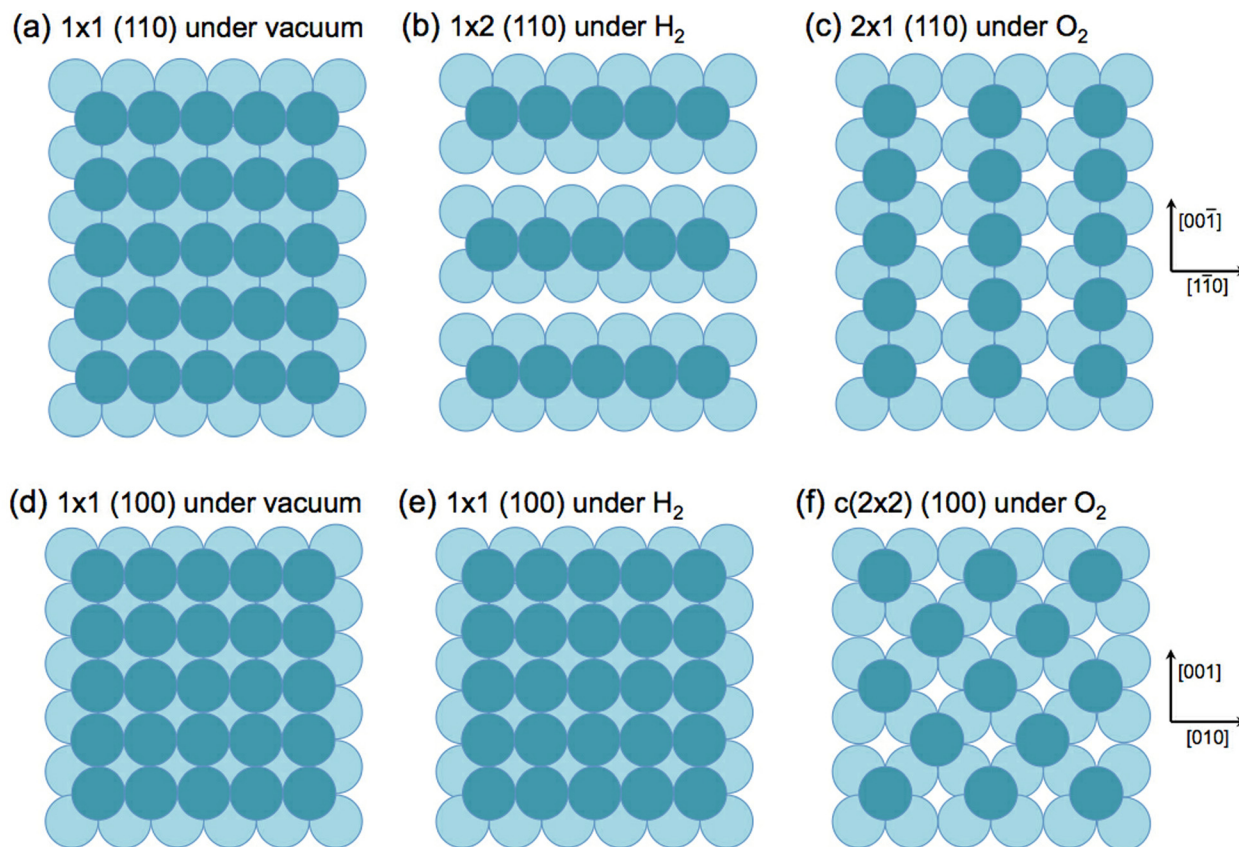 (a) 1x1 (110) under vacuum
(b) 1x2 (110) under H₂
(c) 2x1 (110) under O₂
[001̄]
[11̄0]
(d) 1x1 (100) under vacuum
(e) 1x1 (100) under H₂
(f) c(2x2) (100) under O₂
[001]
[010]